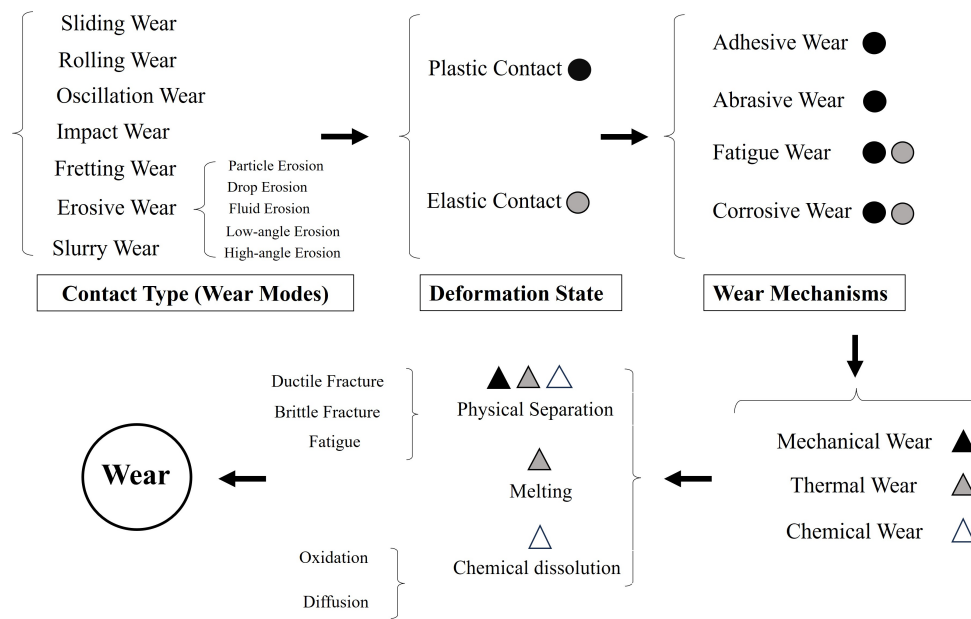 Sliding Wear
Rolling Wear
Oscillation Wear
Impact Wear
Fretting Wear
Erosive Wear
Slurry Wear
Particle Erosion
Drop Erosion
Fluid Erosion
Low-angle Erosion
High-angle Erosion
Contact Type (Wear Modes)
Plastic Contact
Elastic Contact
Deformation State
Adhesive Wear
Abrasive Wear
Fatigue Wear
Corrosive Wear
Wear Mechanisms
Mechanical Wear
Thermal Wear
Chemical Wear
Physical Separation
Melting
Chemical dissolution
Ductile Fracture
Brittle Fracture
Fatigue
Oxidation
Diffusion
Wear